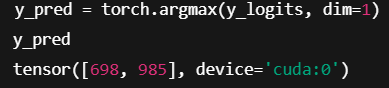 y_pred = torch.argmax(y_logits, dim=1)
y_pred
tensor([698, 985], device='cuda:0')